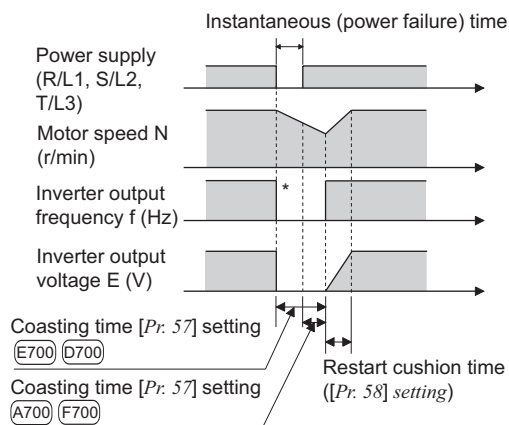 Instantaneous (power failure) time
Power supply
(R/L1, S/L2,
T/L3)
Motor speed N
(r/min)
Inverter output
frequency f (Hz)
*
Inverter output
voltage E (V)
Coasting time [Pr. 57] setting
E700 D700
Coasting time [Pr. 57] setting
A700 F700
Restart cushion time
([Pr. 58] setting)